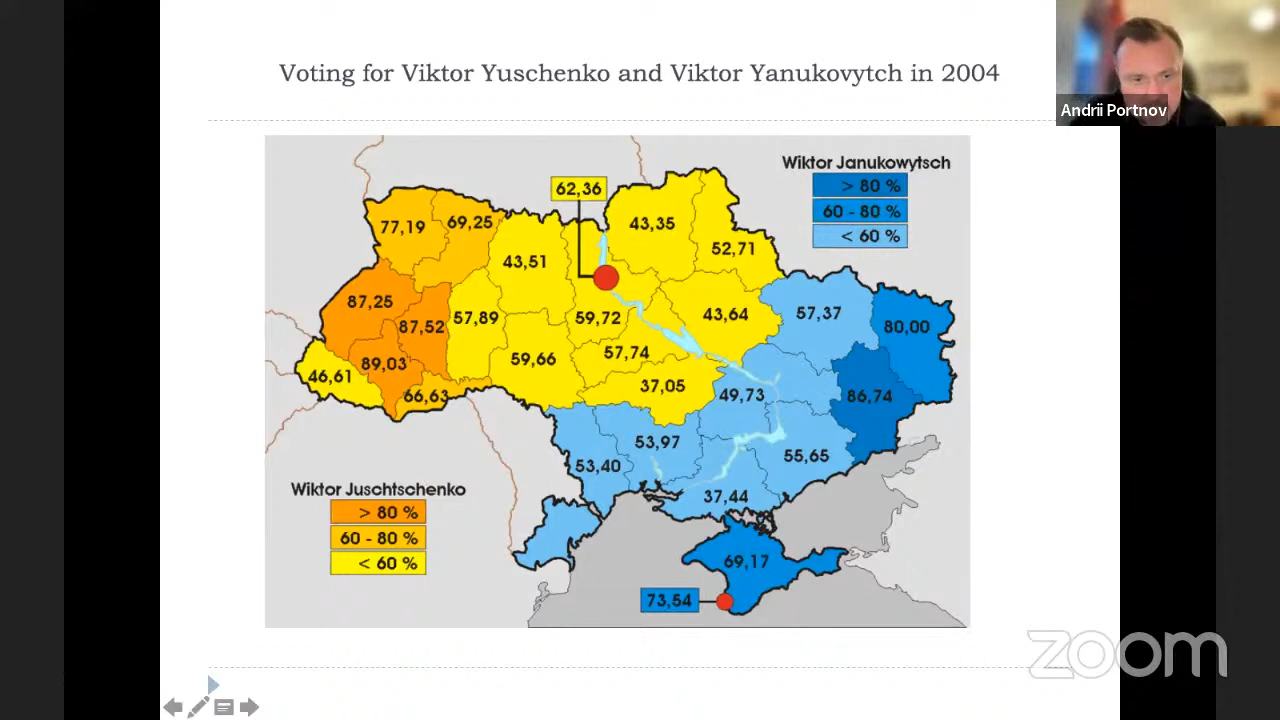 Voting for Viktor Yuschenko and Viktor Yanukovytch in 2004
Andrii Portnov
Wiktor Janukowytsch
> 80 %
60 - 80 %
< 60 %
62,36
77,19
69,25
43,35
43,51
52,71
87,25
87,52
57,89
59,72
43,64
57,37
80,00
89,03
46,61
66,63
59,66
57,74
37,05
49,73
86,74
53,97
53,40
55,65
37,44
69,17
73,54
Wiktor Juschtschenko
> 80 %
60 - 80 %
< 60 %
zoom